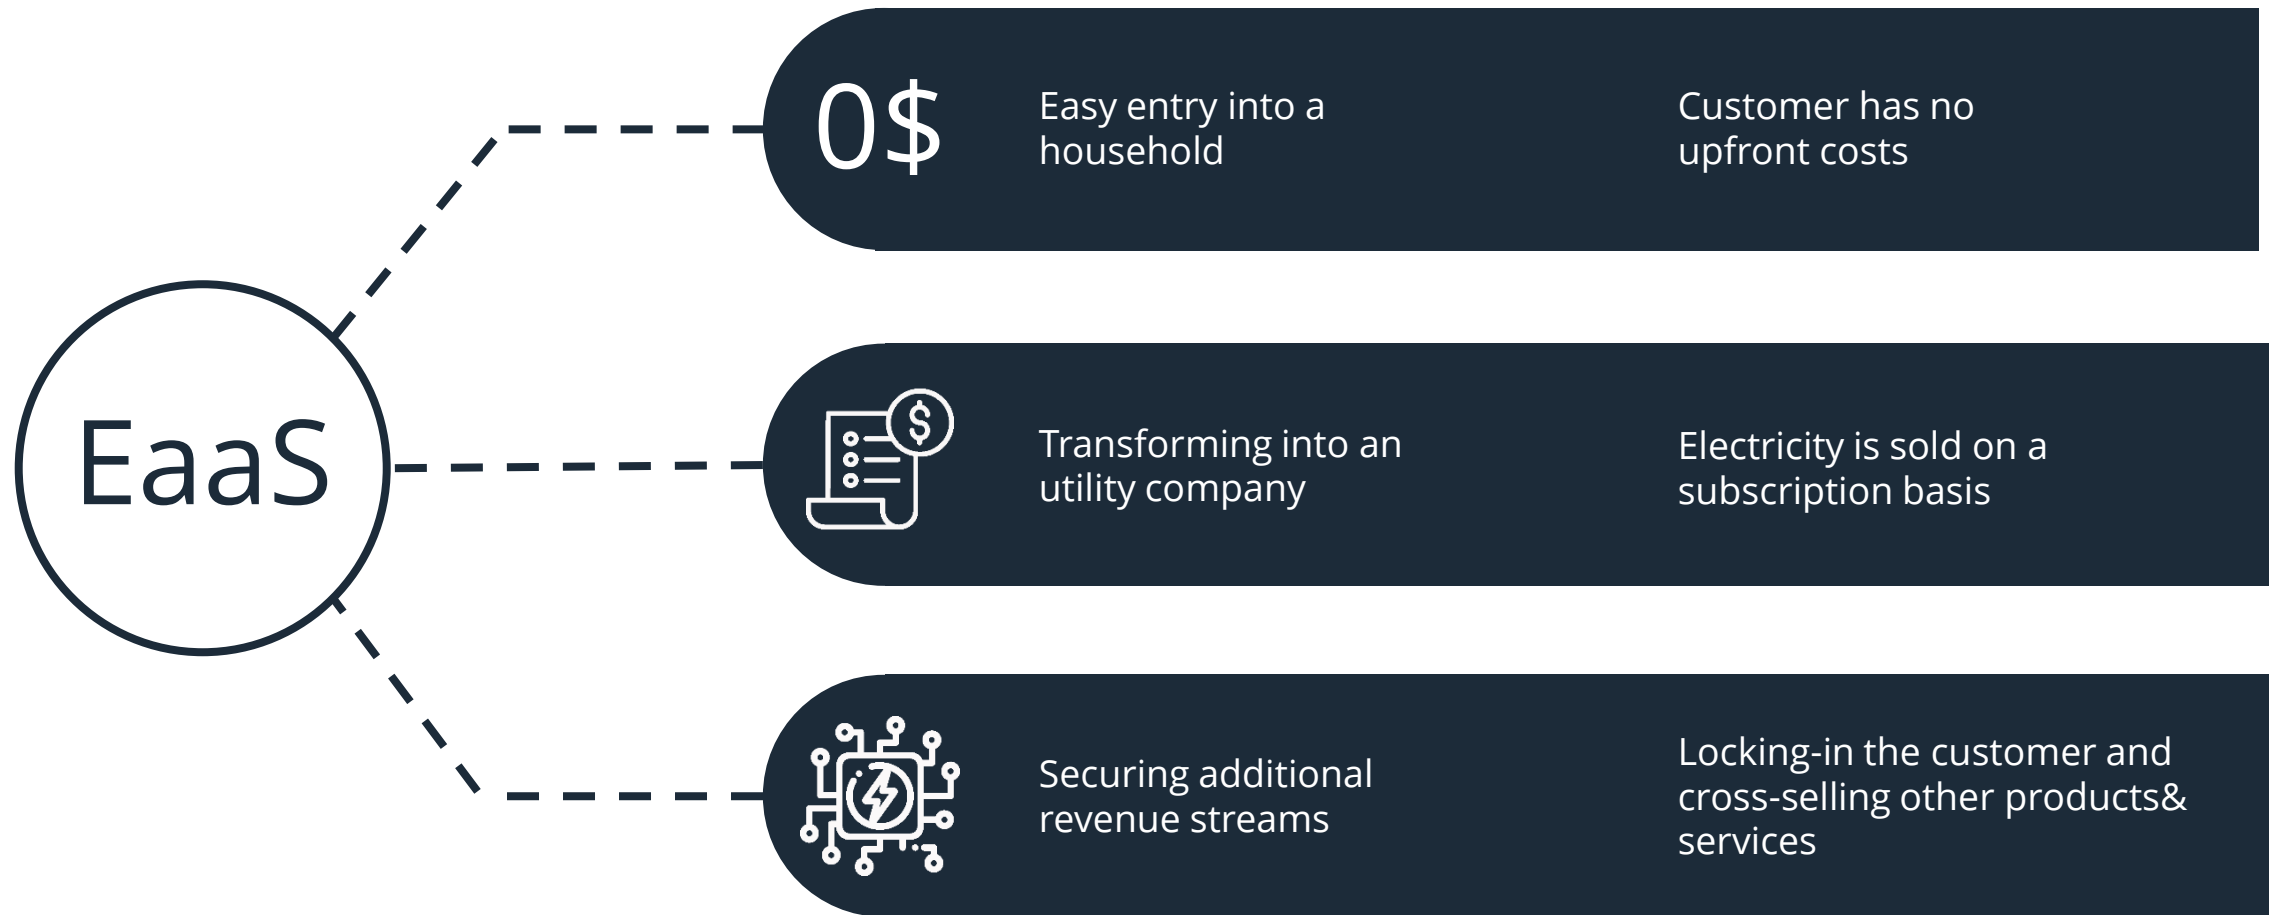 0$
Easy entry into a
household
Customer has no
upfront costs
EaaS
$
Transforming into an
utility company
Electricity is sold on a
subscription basis
Securing additional
revenue streams
Locking-in the customer and
cross-selling other products&
services